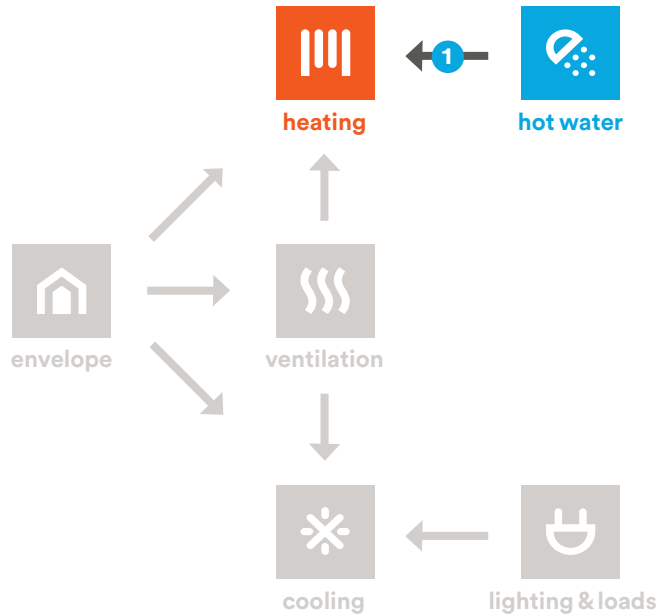 1
heating
hot water
envelope
ventilation
cooling
lighting & loads